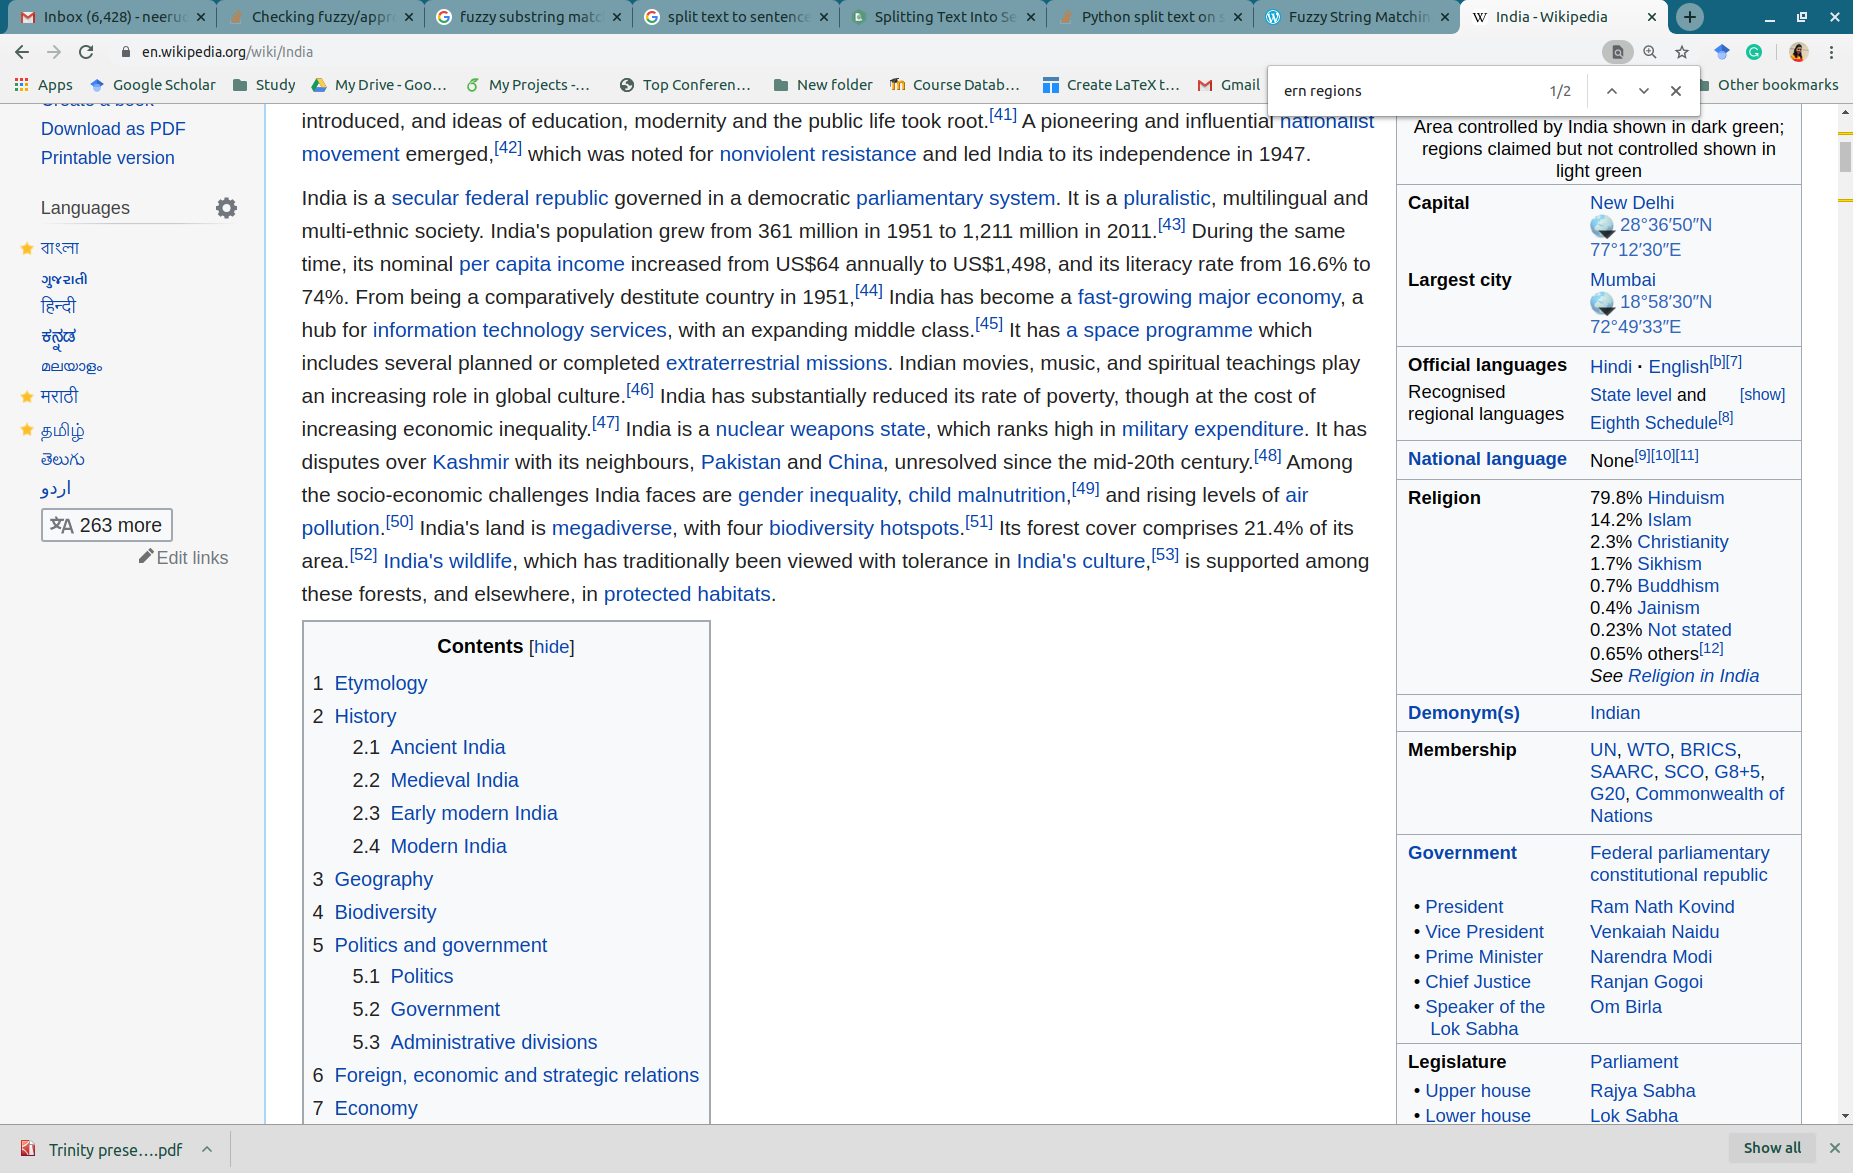 Inbox (6,428) - neeru
Checking fuzzy/appr
fuzzy substring matc
split text to sentence
Splitting Text Into Se
Python split text on s
Fuzzy String Matchin
India - Wikipedia
en.wikipedia.org/wiki/India
Apps
Google Scholar
Study
My Drive - Goo...
My Projects -...
Top Conferen...
New folder
Course Datab...
Create LaTeX t...
Gmail
Other bookmarks
ern regions 1/2
Create a book
Download as PDF
Printable version
Languages
বাংলা
ગુજરાતી
हिन्दी
ಕನ್ನಡ
മലയാളം
मराठी
தமிழ்
తెలుగు
اردو
263 more
Edit links
introduced, and ideas of education, modernity and the public life took root.[41] A pioneering and influential nationalist
movement emerged,[42] which was noted for nonviolent resistance and led India to its independence in 1947.
India is a secular federal republic governed in a democratic parliamentary system. It is a pluralistic, multilingual and
multi-ethnic society. India's population grew from 361 million in 1951 to 1,211 million in 2011.[43] During the same
time, its nominal per capita income increased from US$64 annually to US$1,498, and its literacy rate from 16.6% to
74%. From being a comparatively destitute country in 1951,[44] India has become a fast-growing major economy, a
hub for information technology services, with an expanding middle class.[45] It has a space programme which
includes several planned or completed extraterrestrial missions. Indian movies, music, and spiritual teachings play
an increasing role in global culture.[46] India has substantially reduced its rate of poverty, though at the cost of
increasing economic inequality.[47] India is a nuclear weapons state, which ranks high in military expenditure. It has
disputes over Kashmir with its neighbours, Pakistan and China, unresolved since the mid-20th century.[48] Among
the socio-economic challenges India faces are gender inequality, child malnutrition,[49] and rising levels of air
pollution.[50] India's land is megadiverse, with four biodiversity hotspots.[51] Its forest cover comprises 21.4% of its
area.[52] India's wildlife, which has traditionally been viewed with tolerance in India's culture,[53] is supported among
these forests, and elsewhere, in protected habitats.
Contents [hide]
1 Etymology
2 History
2.1 Ancient India
2.2 Medieval India
2.3 Early modern India
2.4 Modern India
3 Geography
4 Biodiversity
5 Politics and government
5.1 Politics
5.2 Government
5.3 Administrative divisions
6 Foreign, economic and strategic relations
7 Economy
Area controlled by India shown in dark green;
regions claimed but not controlled shown in
light green
Capital New Delhi
28°36′50″N
77°12′30″E
Largest city Mumbai
18°58′30″N
72°49′33″E
Official languages Hindi · English[b][7]
Recognised State level and [show]
regional languages Eighth Schedule[8]
National language None[9][10][11]
Religion 79.8% Hinduism
14.2% Islam
2.3% Christianity
1.7% Sikhism
0.7% Buddhism
0.4% Jainism
0.23% Not stated
0.65% others[12]
See Religion in India
Demonym(s) Indian
Membership UN, WTO, BRICS,
SAARC, SCO, G8+5,
G20, Commonwealth of
Nations
Government Federal parliamentary
constitutional republic
• President Ram Nath Kovind
• Vice President Venkaiah Naidu
• Prime Minister Narendra Modi
• Chief Justice Ranjan Gogoi
• Speaker of the Om Birla
Lok Sabha
Legislature Parliament
• Upper house Rajya Sabha
• Lower house Lok Sabha
Trinity prese....pdf
Show all